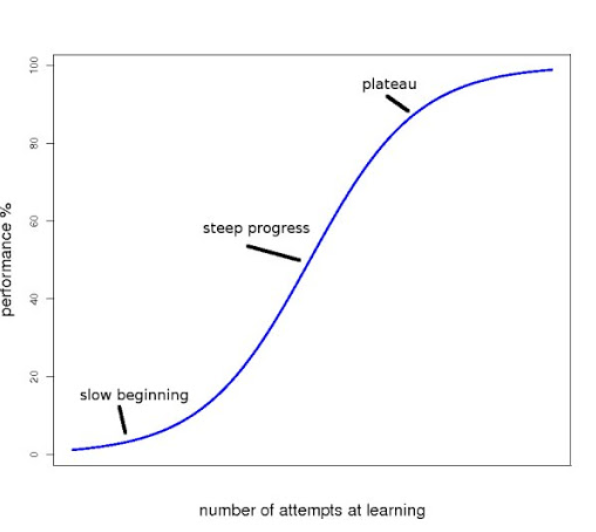 plateau
steep progress
slow beginning
performance %
100
80
60
40
20
0
number of attempts at learning